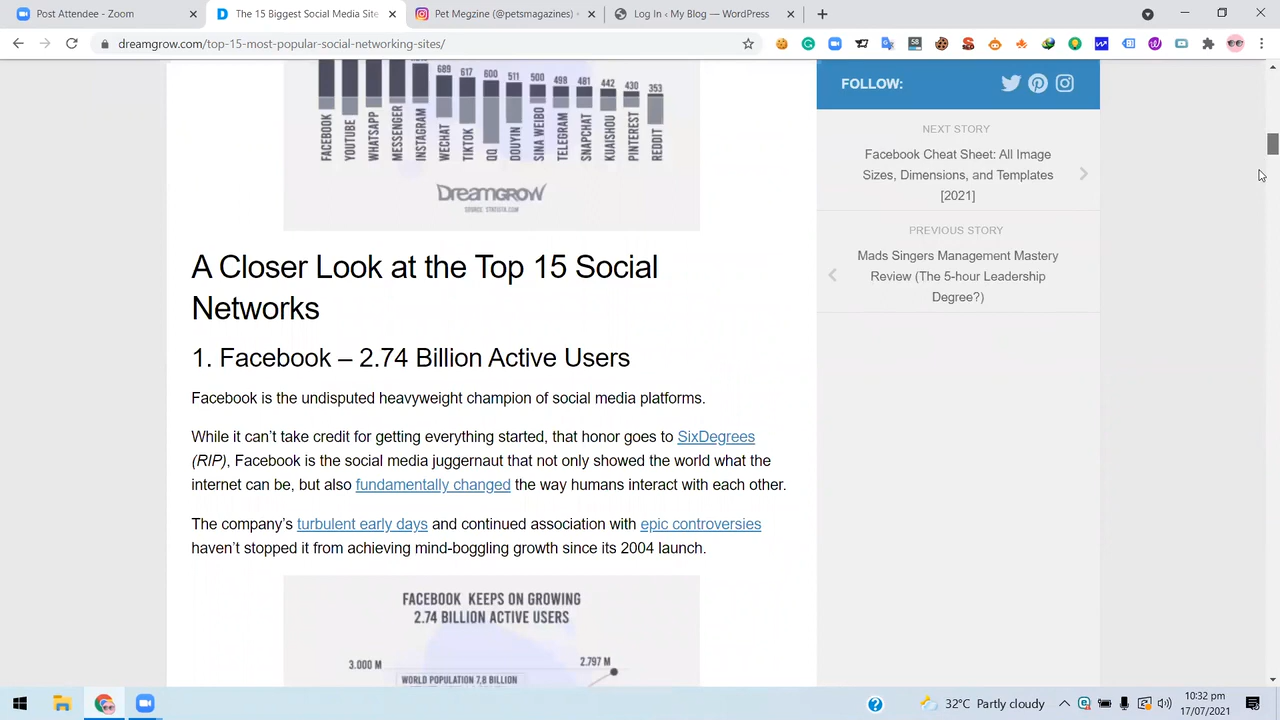 Post Attendee - Zoom
The 15 Biggest Social Media Site
Pet Megzine (@petsmagazines) •
Log In ‹ My Blog — WordPress
dreamgrow.com/top-15-most-popular-social-networking-sites/
58
689 617 600 511 500 498 481 442 430 353
FACEBOOK
YOUTUBE
WHATSAPP
MESSENGER
INSTAGRAM
WECHAT
TIKTOK
QQ
DOUYIN
SINA WEIBO
TELEGRAM
SNAPCHAT
KUAISHOU
PINTEREST
REDDIT
DREAMGROW
FOLLOW:
NEXT STORY
Facebook Cheat Sheet: All Image
Sizes, Dimensions, and Templates
[2021]
PREVIOUS STORY
Mads Singers Management Mastery
Review (The 5-hour Leadership
Degree?)
A Closer Look at the Top 15 Social
Networks
1. Facebook – 2.74 Billion Active Users
Facebook is the undisputed heavyweight champion of social media platforms.
While it can’t take credit for getting everything started, that honor goes to SixDegrees
(RIP), Facebook is the social media juggernaut that not only showed the world what the
internet can be, but also fundamentally changed the way humans interact with each other.
The company’s turbulent early days and continued association with epic controversies
haven’t stopped it from achieving mind-boggling growth since its 2004 launch.
FACEBOOK KEEPS ON GROWING
2.74 BILLION ACTIVE USERS
3.000 M
2.797 M
WORLD POPULATION 7,8 BILLION
32°C Partly cloudy
10:32 pm
17/07/2021